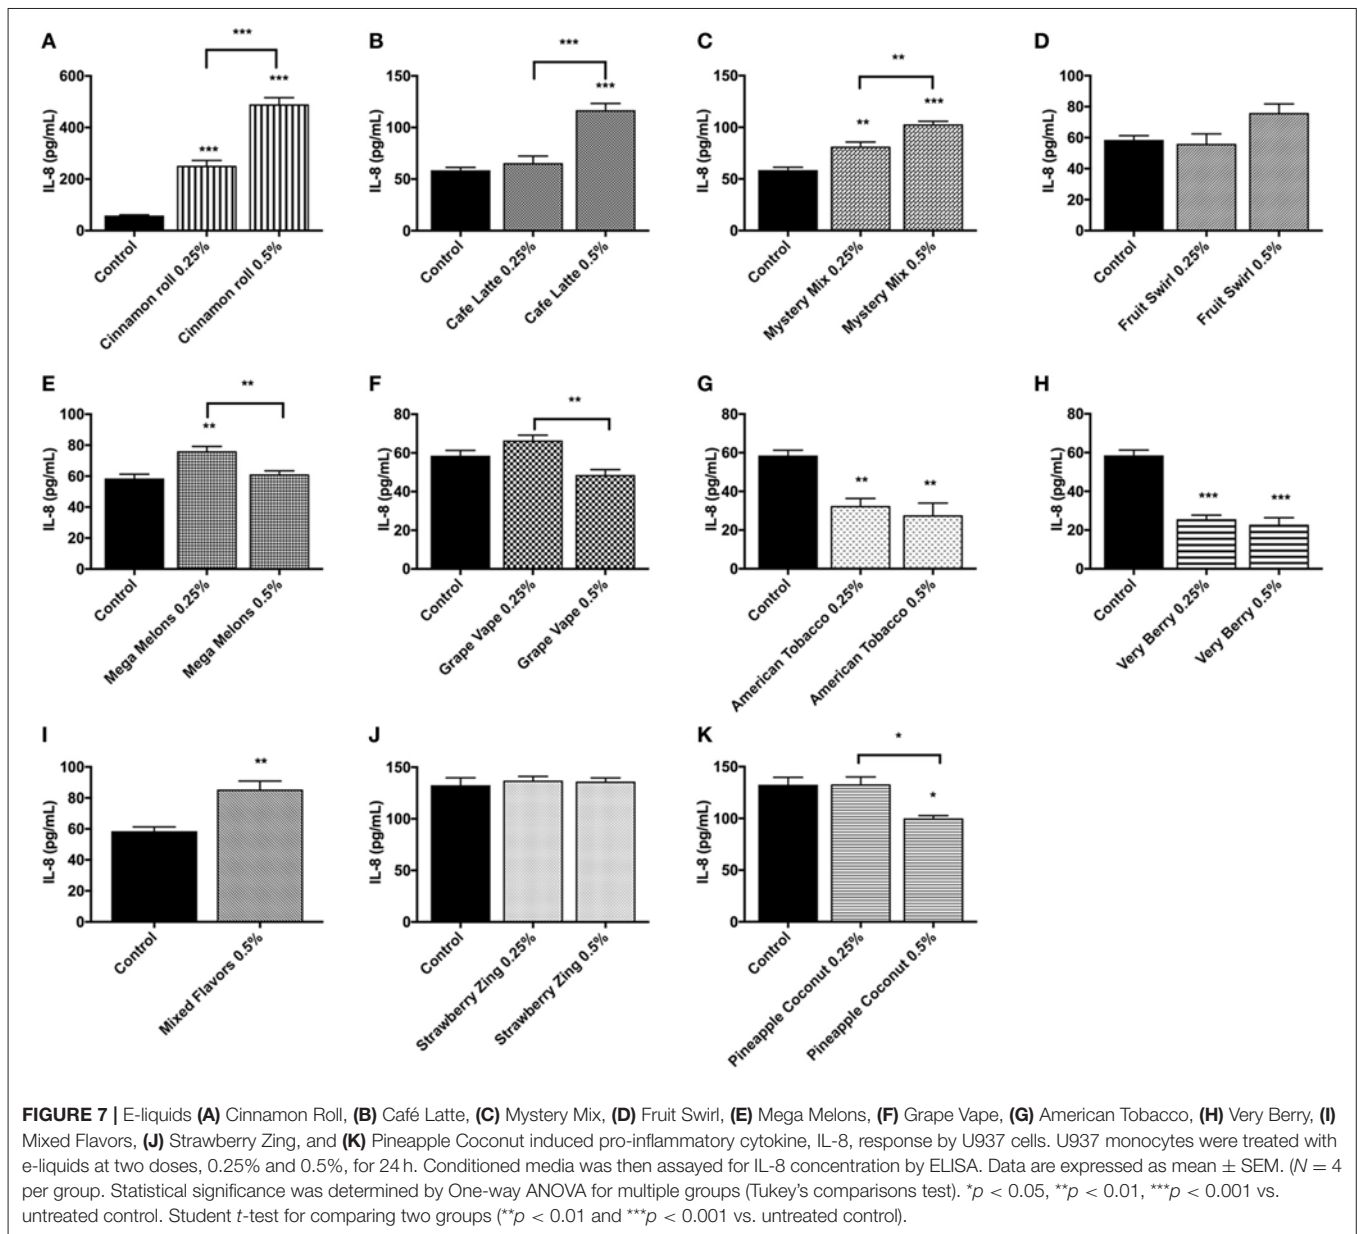 A
***
***
***
IL-8 (pg/mL)
600
400
200
0
Control
Cinnamon roll 0.25%
Cinnamon roll 0.5%
B
***
***
IL-8 (pg/mL)
150
100
50
0
Control
Cafe Latte 0.25%
Cafe Latte 0.5%
C
**
**
***
IL-8 (pg/mL)
150
100
50
0
Control
Mystery Mix 0.25%
Mystery Mix 0.5%
D
IL-8 (pg/mL)
100
80
60
40
20
0
Control
Fruit Swirl 0.25%
Fruit Swirl 0.5%
E
**
**
IL-8 (pg/mL)
100
80
60
40
20
0
Control
Mega Melons 0.25%
Mega Melons 0.5%
F
**
IL-8 (pg/mL)
80
60
40
20
0
Control
Grape Vape 0.25%
Grape Vape 0.5%
G
**
**
IL-8 (pg/mL)
80
60
40
20
0
Control
American Tobacco 0.25%
American Tobacco 0.5%
H
***
***
IL-8 (pg/mL)
80
60
40
20
0
Control
Very Berry 0.25%
Very Berry 0.5%
I
**
IL-8 (pg/mL)
100
80
60
40
20
0
Control
Mixed Flavors 0.5%
J
IL-8 (pg/mL)
150
100
50
0
Control
Strawberry Zing 0.25%
Strawberry Zing 0.5%
K
*
*
IL-8 (pg/mL)
150
100
50
0
Control
Pineapple Coconut 0.25%
Pineapple Coconut 0.5%
FIGURE 7 | E-liquids (A) Cinnamon Roll, (B) Café Latte, (C) Mystery Mix, (D) Fruit Swirl, (E) Mega Melons, (F) Grape Vape, (G) American Tobacco, (H) Very Berry, (I)
Mixed Flavors, (J) Strawberry Zing, and (K) Pineapple Coconut induced pro-inflammatory cytokine, IL-8, response by U937 cells. U937 monocytes were treated with
e-liquids at two doses, 0.25% and 0.5%, for 24 h. Conditioned media was then assayed for IL-8 concentration by ELISA. Data are expressed as mean ± SEM. (N = 4
per group. Statistical significance was determined by One-way ANOVA for multiple groups (Tukey's comparisons test). *p < 0.05, **p < 0.01, ***p < 0.001 vs.
untreated control. Student t-test for comparing two groups (**p < 0.01 and ***p < 0.001 vs. untreated control).